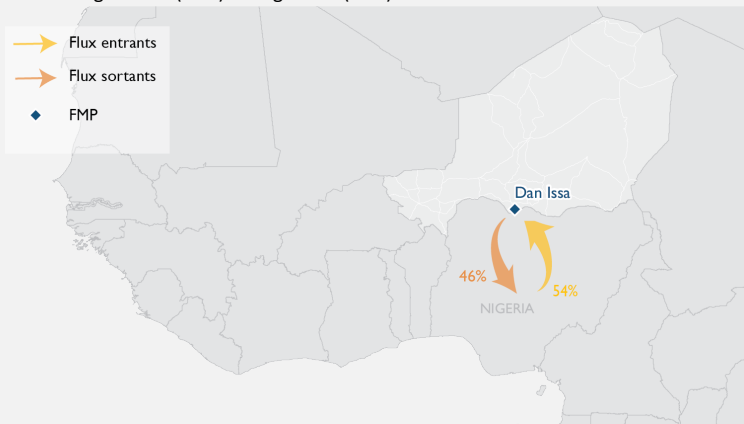 Flux entrants
Flux sortants
FMP
Dan Issa
46%
54%
NIGERIA